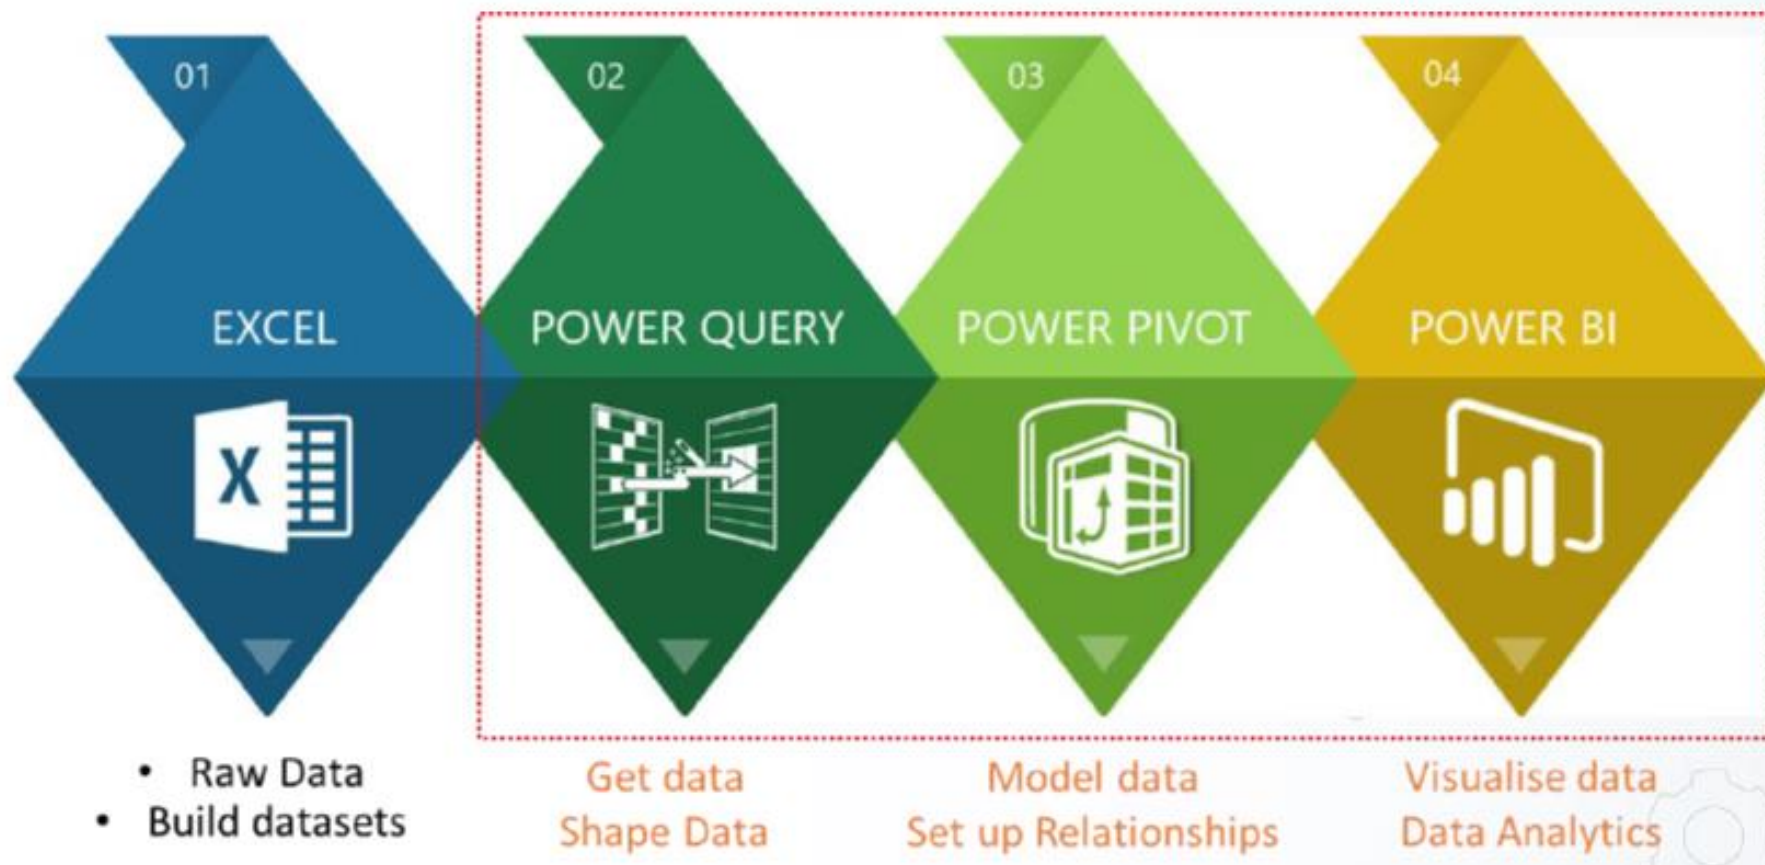 01
EXCEL
X
• Raw Data
• Build datasets
02
POWER QUERY
Get data
Shape Data
03
POWER PIVOT
Model data
Set up Relationships
04
POWER BI
Visualise data
Data Analytics